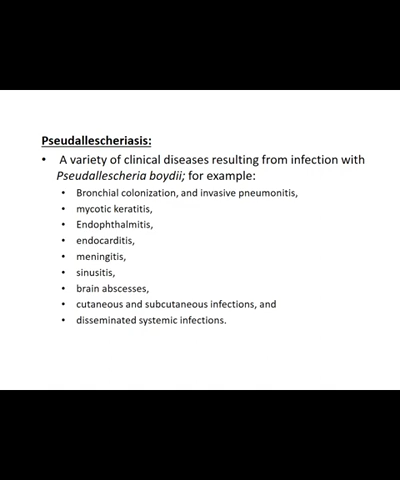 Pseudallescheriasis:
• A variety of clinical diseases resulting from infection with
Pseudallescheria boydii; for example:
• Bronchial colonization, and invasive pneumonitis,
• mycotic keratitis,
• Endophthalmitis,
• endocarditis,
• meningitis,
• sinusitis,
• brain abscesses,
• cutaneous and subcutaneous infections, and
• disseminated systemic infections.